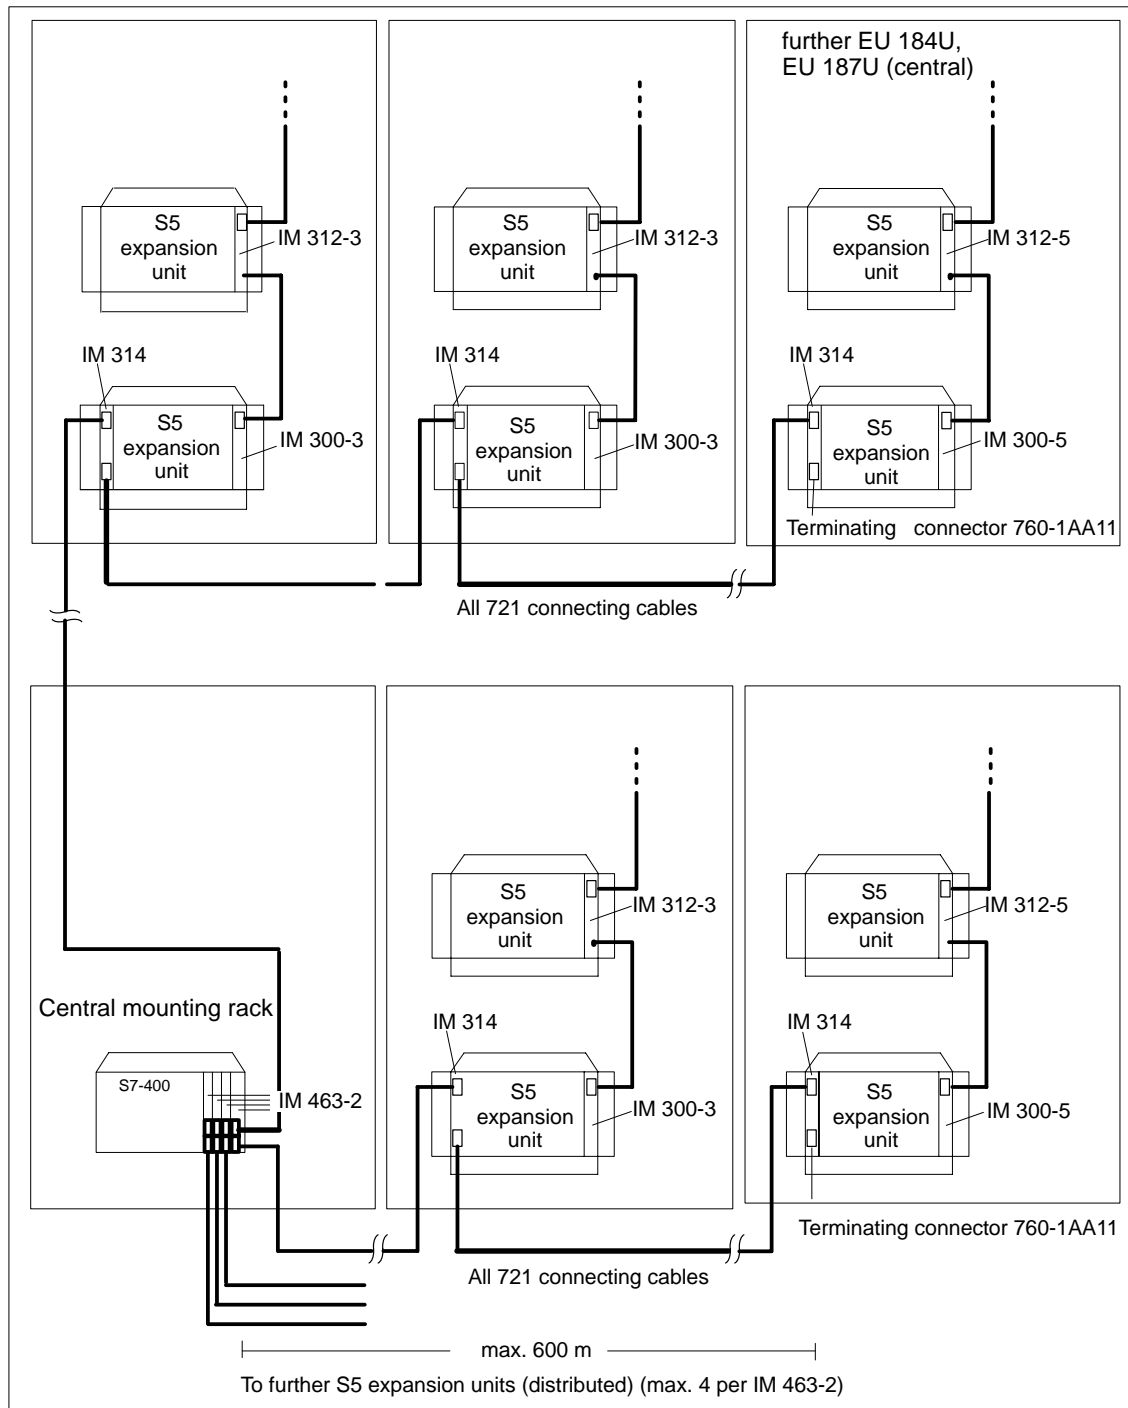 further EU 184U,
EU 187U (central)
S5
expansion
unit
IM 312-3
S5
expansion
unit
IM 312-3
S5
expansion
unit
IM 312-5
IM 314
IM 314
IM 314
S5
expansion
unit
IM 300-3
S5
expansion
unit
IM 300-3
S5
expansion
unit
IM 300-5
Terminating connector 760-1AA11
All 721 connecting cables
S5
expansion
unit
IM 312-3
S5
expansion
unit
IM 312-5
Central mounting rack
IM 314
IM 314
S7-400
IM 463-2
S5
expansion
unit
IM 300-3
S5
expansion
unit
IM 300-5
Terminating connector 760-1AA11
All 721 connecting cables
max. 600 m
To further S5 expansion units (distributed) (max. 4 per IM 463-2)